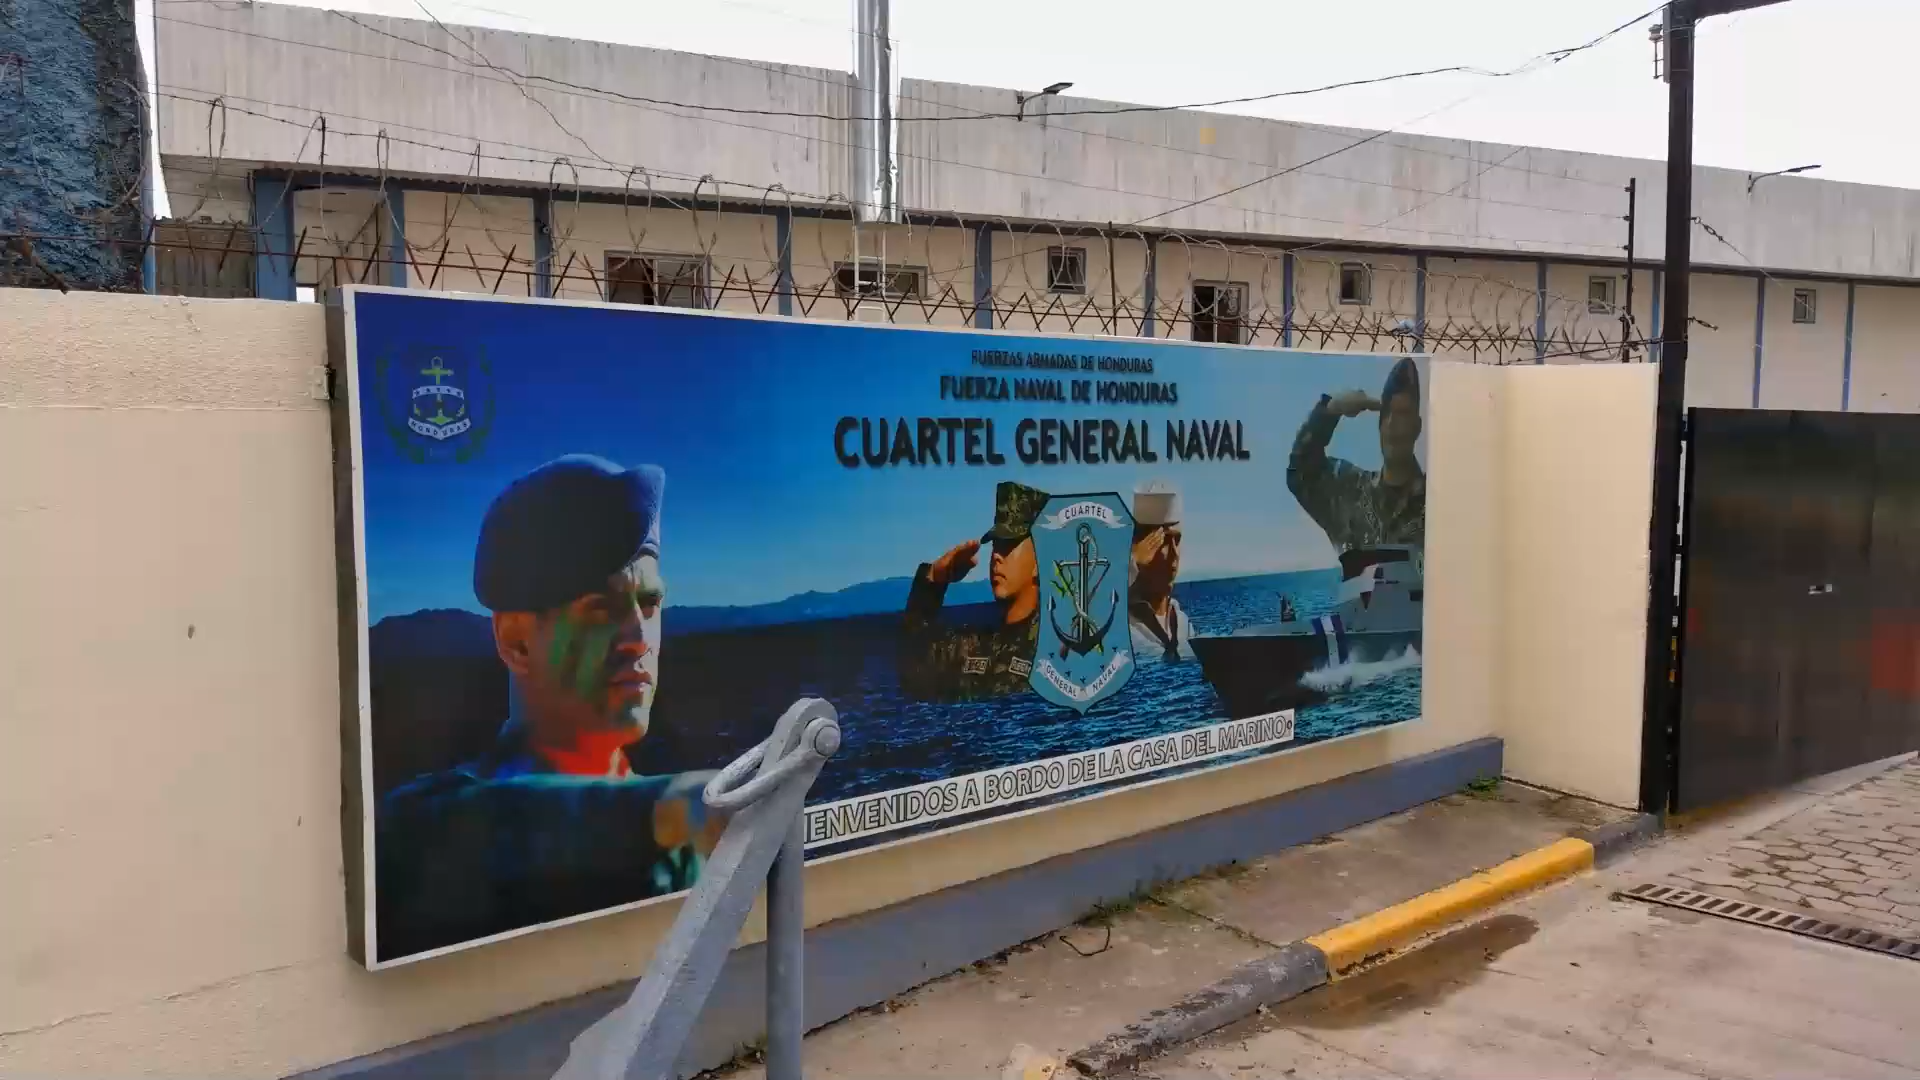 FUERZAS ARMADAS DE HONDURAS
FUERZA NAVAL DE HONDURAS
CUARTEL GENERAL NAVAL
HONDURAS
CUARTEL
GENERAL NAVAL
IENVENIDOS A BORDO DE LA CASA DEL MARINO